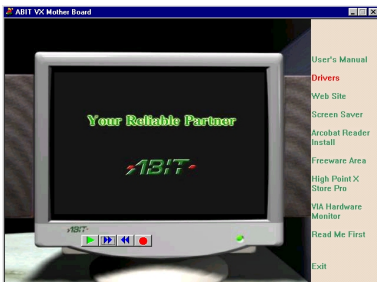 ABIT VX Mother Board
Your Reliable Partner
ABIT
ABIT
User's Manual
Drivers
Web Site
Screen Saver
Arcobat Reader
Install
Freeware Area
High Point X
Store Pro
VIA Hardware
Monitor
Read Me First
Exit